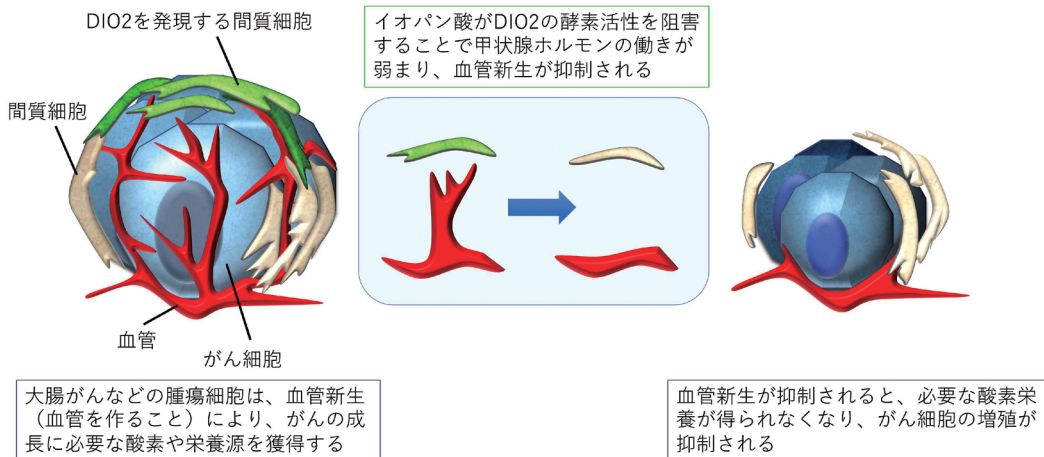 DIO2を発現する間質細胞
間質細胞
血管
がん細胞
大腸がんなどの腫瘍細胞は、血管新生
（血管を作ること）により、がんの成
長に必要な酸素や栄養源を獲得する
イオパン酸がDIO2の酵素活性を阻害
することで甲状腺ホルモンの働きが
弱まり、血管新生が抑制される
血管新生が抑制されると、必要な酸素栄
養が得られなくなり、がん細胞の増殖が
抑制される